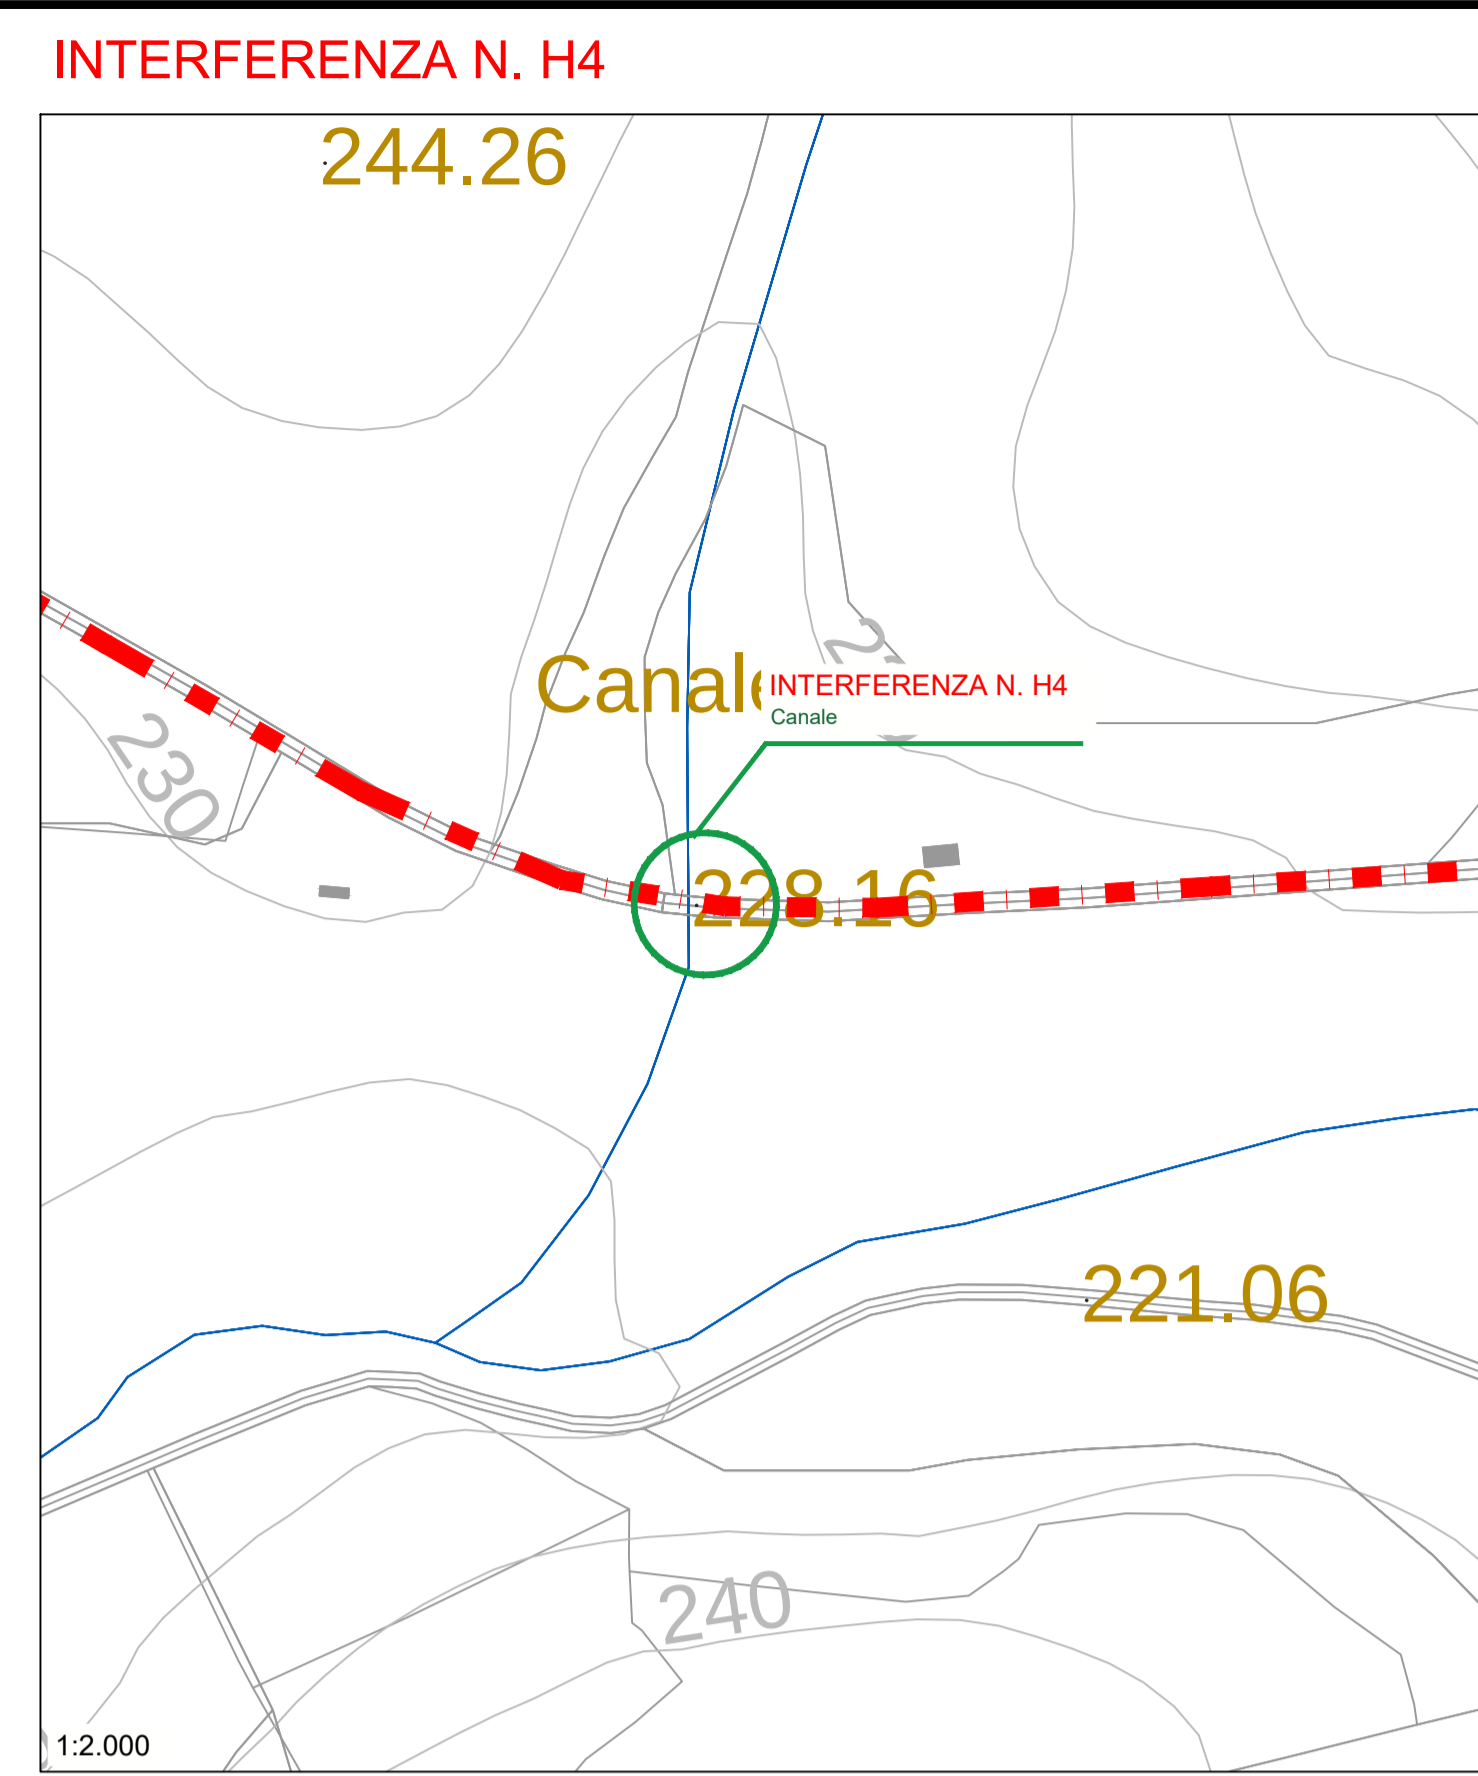 INTERFERENZA N. H4
244.26
Canale
INTERFERENZA N. H4
Canale
230
228.16
221.06
240
1:2.000